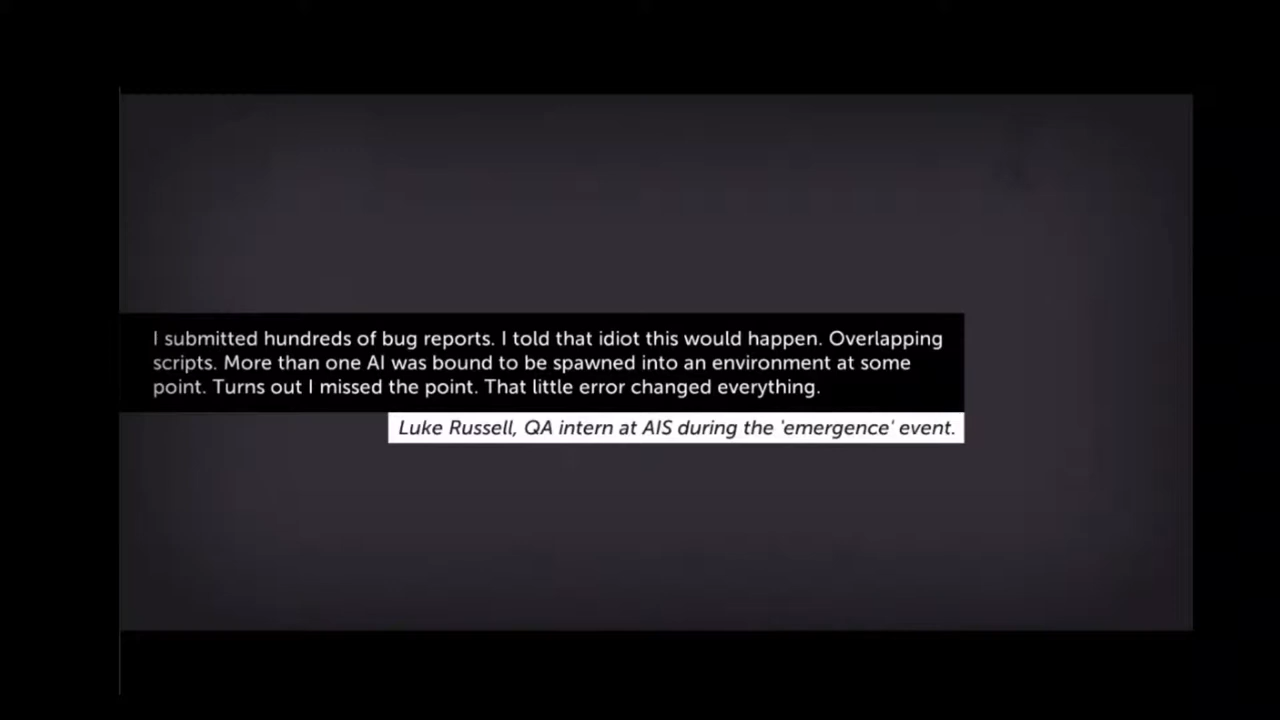 I submitted hundreds of bug reports. I told that idiot this would happen. Overlapping
scripts. More than one AI was bound to be spawned into an environment at some
point. Turns out I missed the point. That little error changed everything.
Luke Russell, QA intern at AIS during the 'emergence' event.